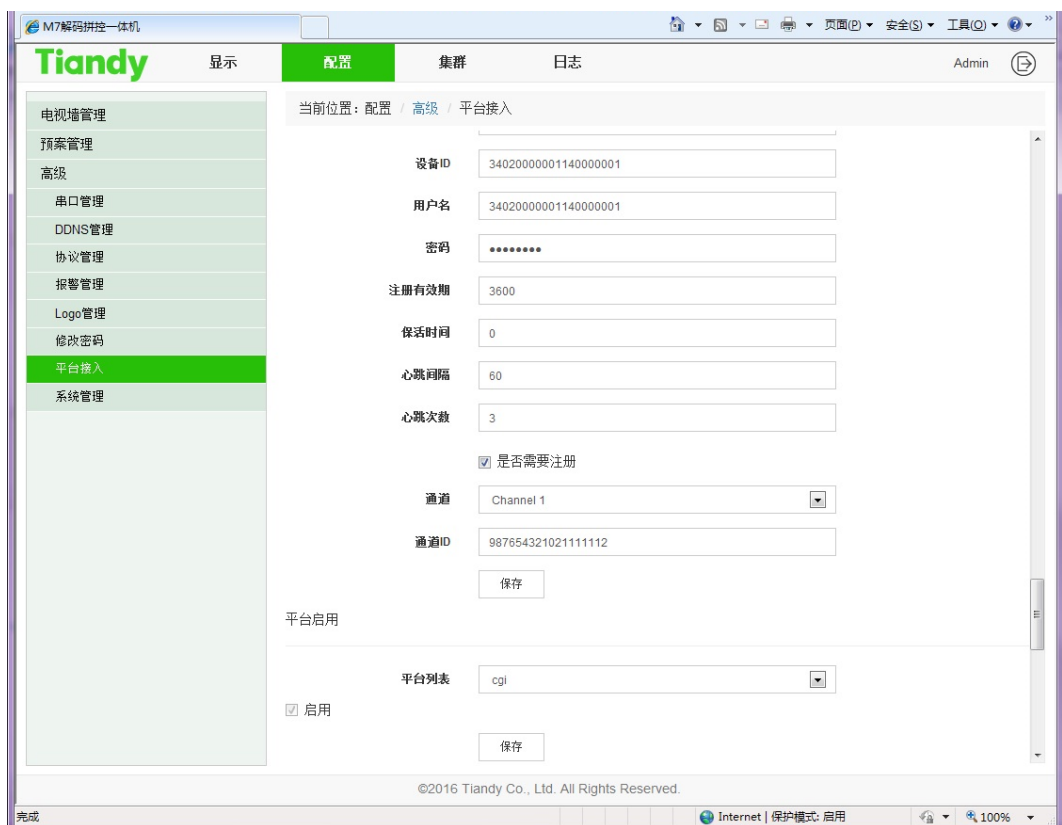 M7解码拼控一体机
页面(P) 安全(S) 工具(O)
Tiandy 显示 配置 集群 日志 Admin
电视墙管理
预案管理
高级
串口管理
DDNS管理
协议管理
报警管理
Logo管理
修改密码
平台接入
系统管理
当前位置：配置 / 高级 / 平台接入
设备ID 34020000001140000001
用户名 34020000001140000001
密码 ●●●●●●●●
注册有效期 3600
保活时间 0
心跳间隔 60
心跳次数 3
是否需要注册
通道 Channel 1
通道ID 987654321021111112
保存
平台启用
平台列表 cgi
启用
保存
©2016 Tiandy Co., Ltd. All Rights Reserved.
完成 Internet | 保护模式: 启用 100%